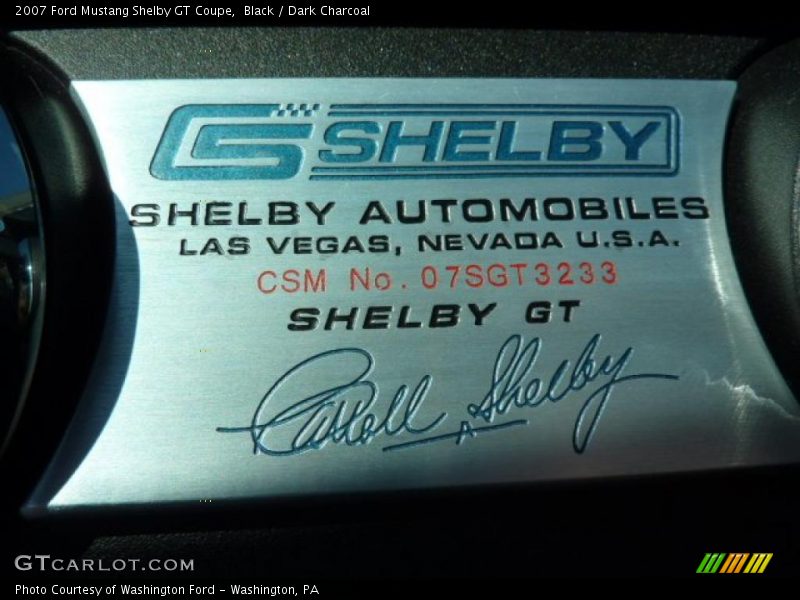 2007 Ford Mustang Shelby GT Coupe,  Black / Dark Charcoal
CS SHELBY
SHELBY AUTOMOBILES
LAS VEGAS, NEVADA U.S.A.
CSM No. 07SGT3233
SHELBY GT
Carroll Shelby
GTCARLOT.COM
Photo Courtesy of Washington Ford - Washington, PA